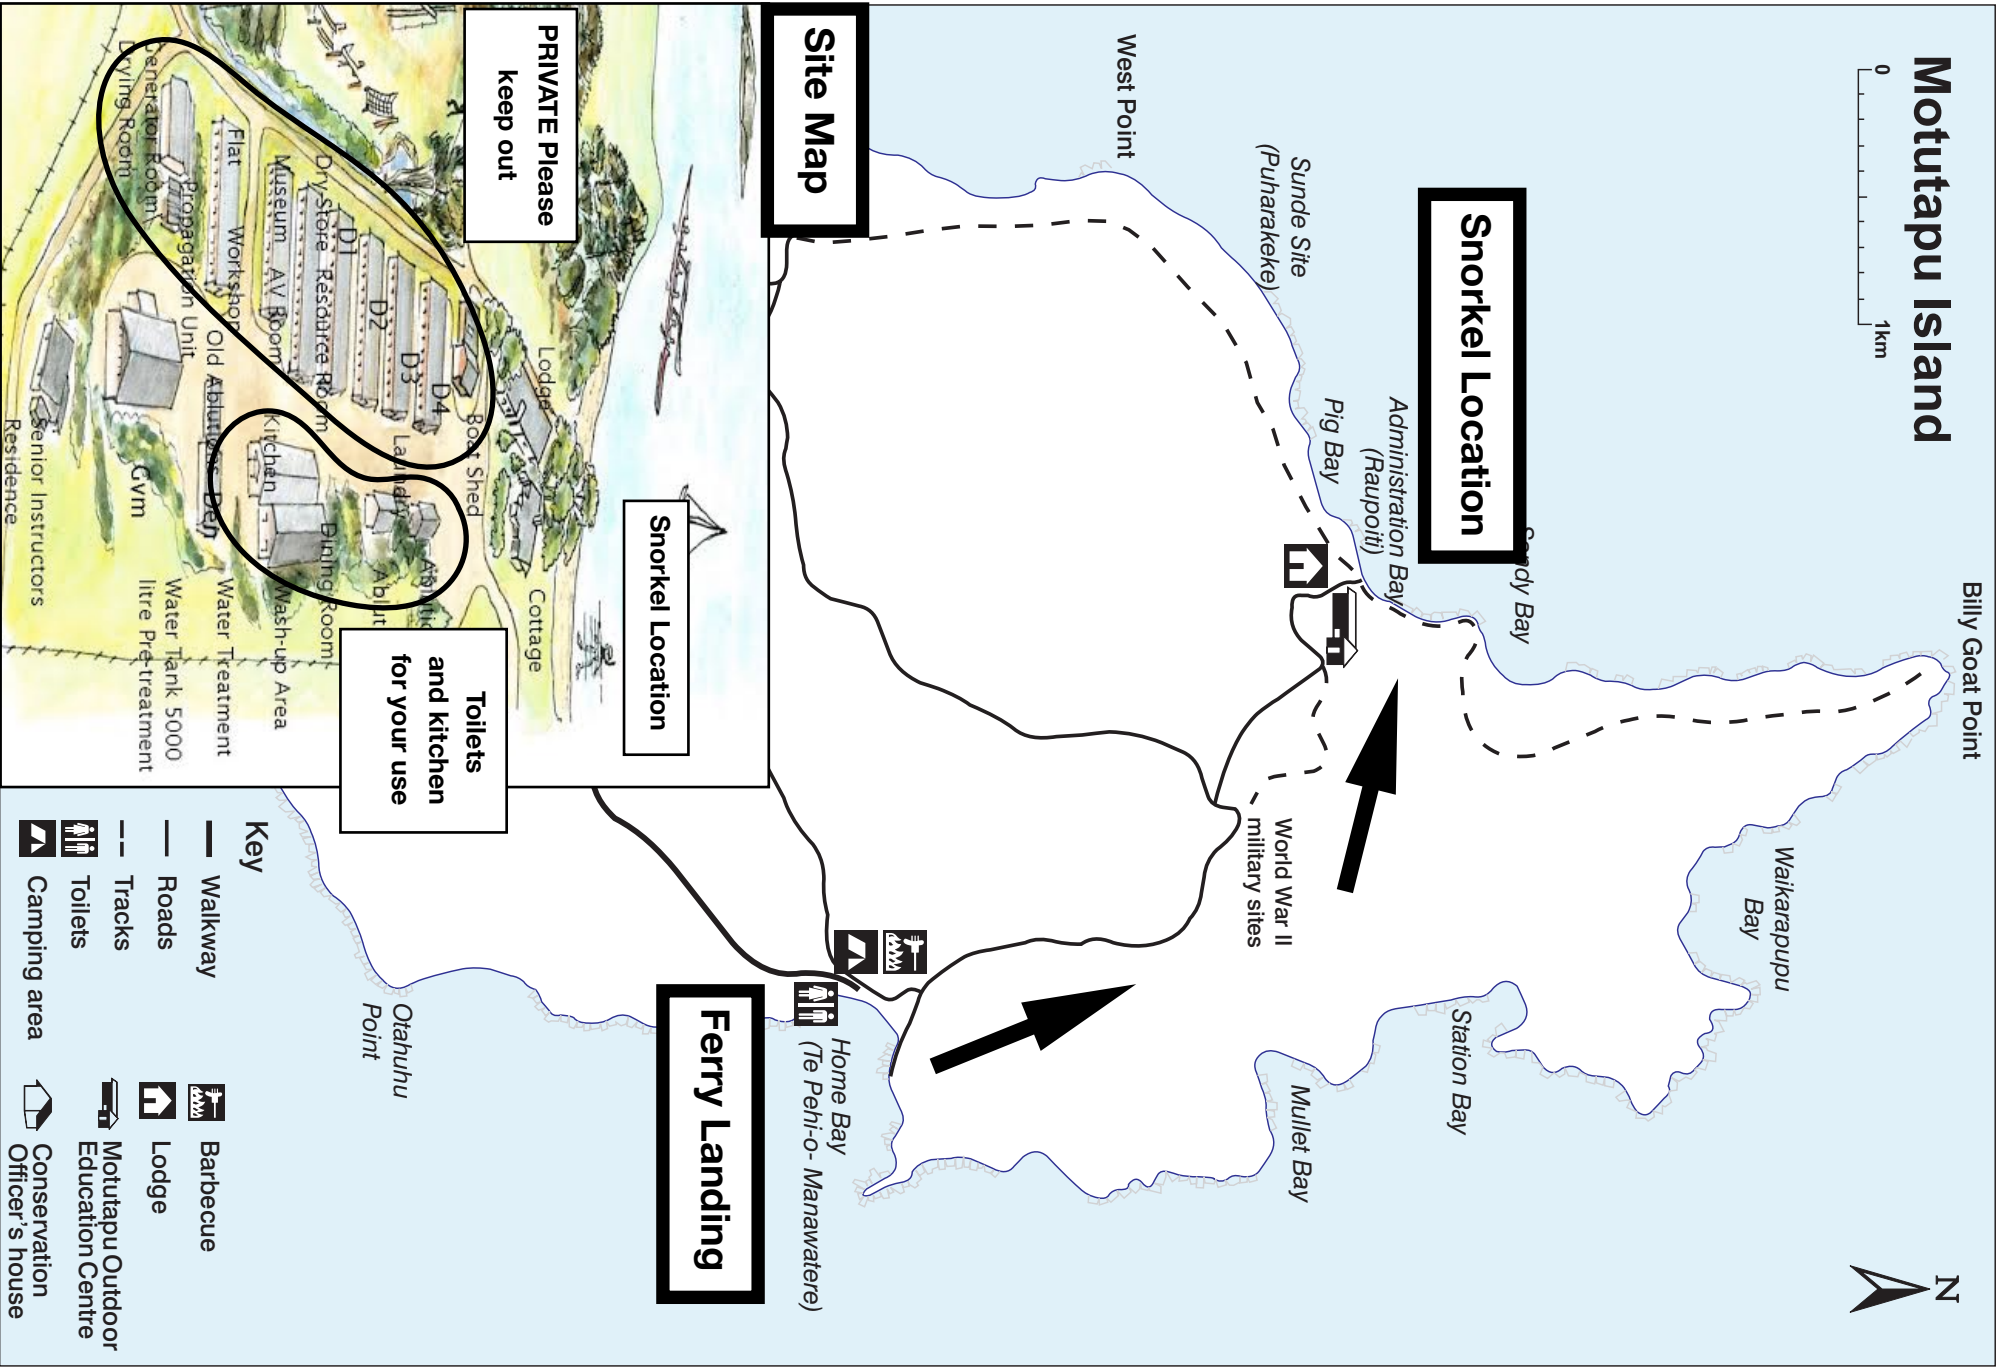 Motutapu Island
0
1km
N
Billy Goat Point
Snorkel Location
Sandy Bay
Administration Bay
(Raupoiti)
Pig Bay
Sunde Site
(Puharakeke)
West Point
Waikarapupu
Bay
Station Bay
Mullet Bay
World War II
military sites
Home Bay
(Te Pehi-o- Manawatere)
Ferry Landing
Otahuhu
Point
Site Map
PRIVATE Please
keep out
Snorkel Location
Toilets
and kitchen
for your use
Lodge
Cottage
Boat Shed
D4
D3
D2
D1
Laundry
Dry Store
Resource Room
Dining Room
Museum
AV Room
Kitchen
Wash-up Area
Flat
Workshop
Old Ablutions
Den
Water Treatment
Propagation Unit
Water Tank 5000
litre Pre-treatment
Generator Room
Drying Room
Gym
Senior Instructors
Residence
Key
Walkway
Roads
Tracks
Toilets
Camping area
Barbecue
Lodge
Motutapu Outdoor
Education Centre
Conservation
Officer's house